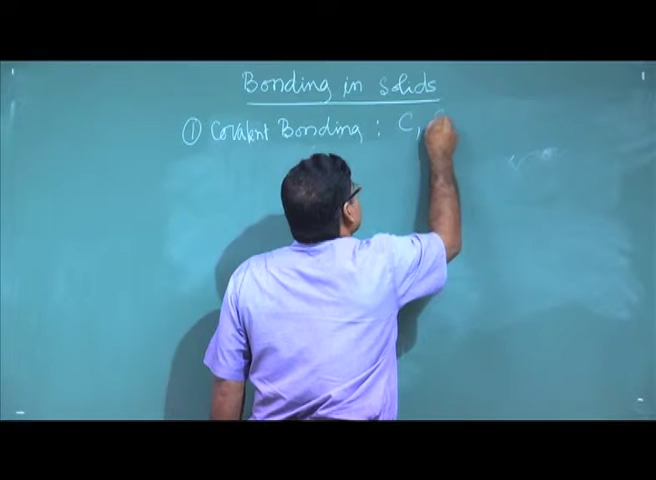 Bonding in Solids
① Covalent Bonding : C,